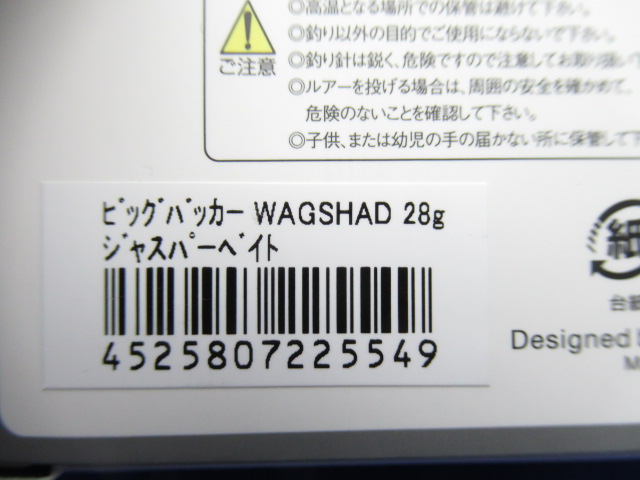 ◎高温となる場所での保管は避けて下さい。
◎釣り以外の目的でご使用にならないで下さい。
◎釣り針は鋭く、危険ですので注意してお取り扱い下
◎ルアーを投げる場合は、周囲の安全を確かめて、
危険のないことを確認して下さい。
◎子供、または幼児の手の届かない所に保管して下
ご注意
ﾋﾞｯｸﾞﾊﾞｯｶｰ WAGSHAD 28g
ｼﾞｬｽﾊﾟｰﾍﾞｲﾄ
4525807225549
紙
台紙
Designed
M